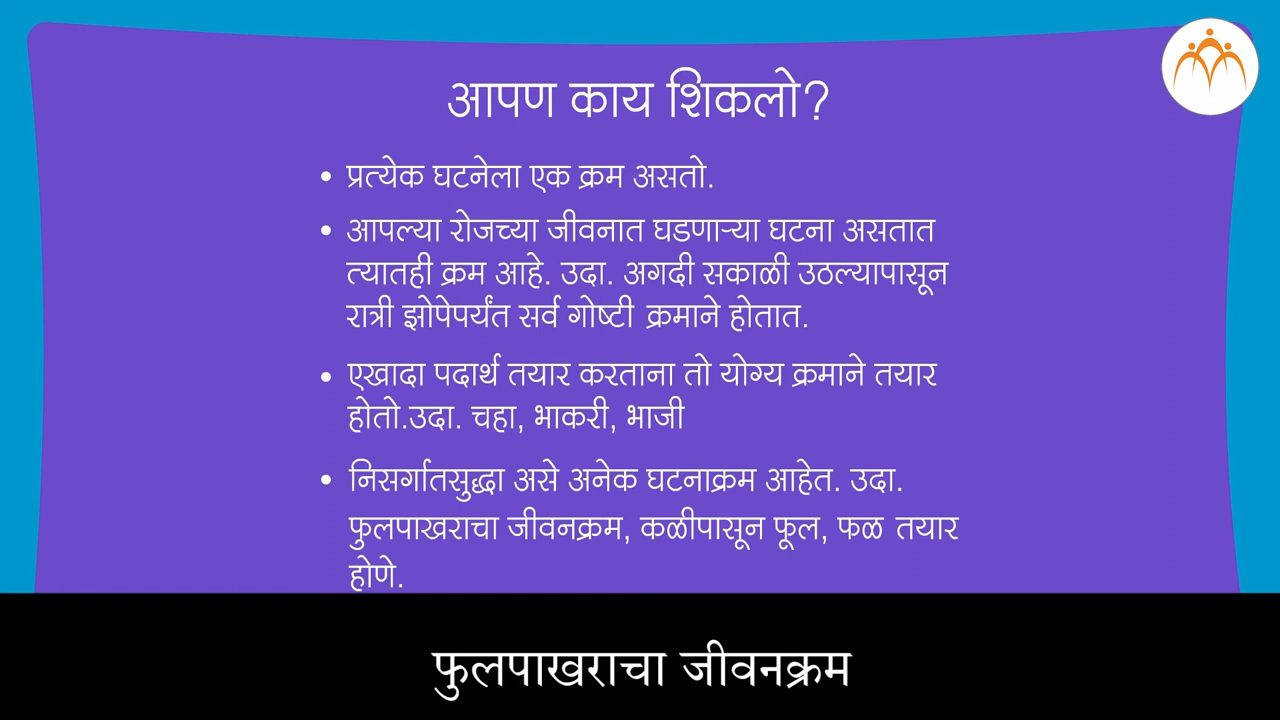 आपण काय शिकलो?
• प्रत्येक घटनेला एक क्रम असतो.
• आपल्या रोजच्या जीवनात घडणाऱ्या घटना असतात
त्यातही क्रम आहे. उदा. अगदी सकाळी उठल्यापासून
रात्री झोपेपर्यंत सर्व गोष्टी क्रमाने होतात.
• एखादा पदार्थ तयार करताना तो योग्य क्रमाने तयार
होतो.उदा. चहा, भाकरी, भाजी
• निसर्गातसुद्धा असे अनेक घटनाक्रम आहेत. उदा.
फुलपाखराचा जीवनक्रम, कळीपासून फूल, फळ तयार
होणे.
फुलपाखराचा जीवनक्रम